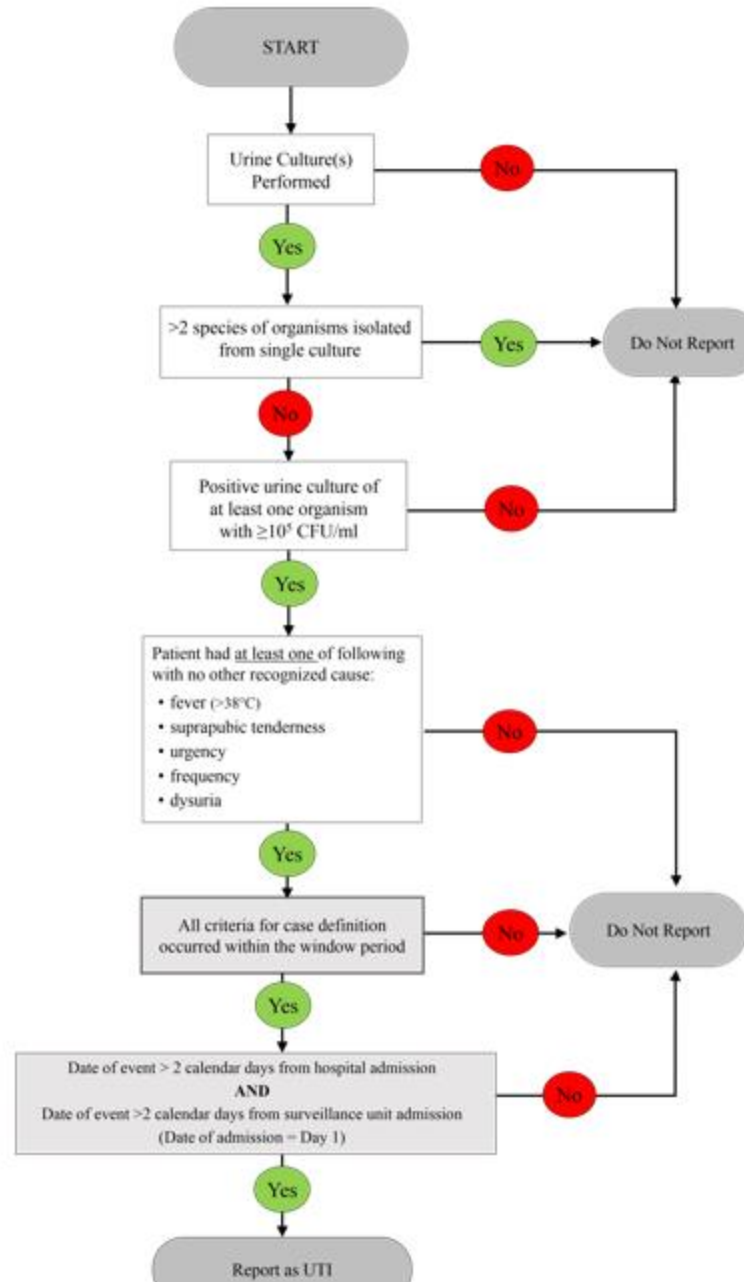 START
Urine Culture(s)
Performed
No
Yes
>2 species of organisms isolated
from single culture
Yes
Do Not Report
No
Positive urine culture of
at least one organism
with ≥10⁵ CFU/ml
No
Yes
Patient had at least one of following
with no other recognized cause:
• fever (>38°C)
• suprapubic tenderness
• urgency
• frequency
• dysuria
No
Yes
All criteria for case definition
occurred within the window period
No
Do Not Report
Yes
Date of event > 2 calendar days from hospital admission
AND
Date of event >2 calendar days from surveillance unit admission
(Date of admission = Day 1)
No
Yes
Report as UTI